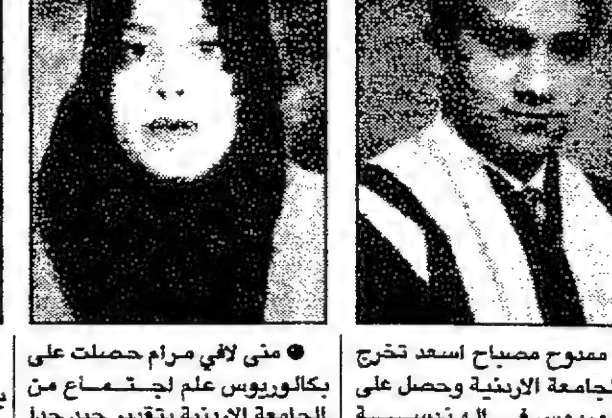 ممدوح مصباح اسعد تخرج
الجامعة الاردنية وحصل على
● منى لافي مرام حصلت على
بكالوريوس علم اجتماع من
الجامعة الاردنية بتقدير جيد جدا